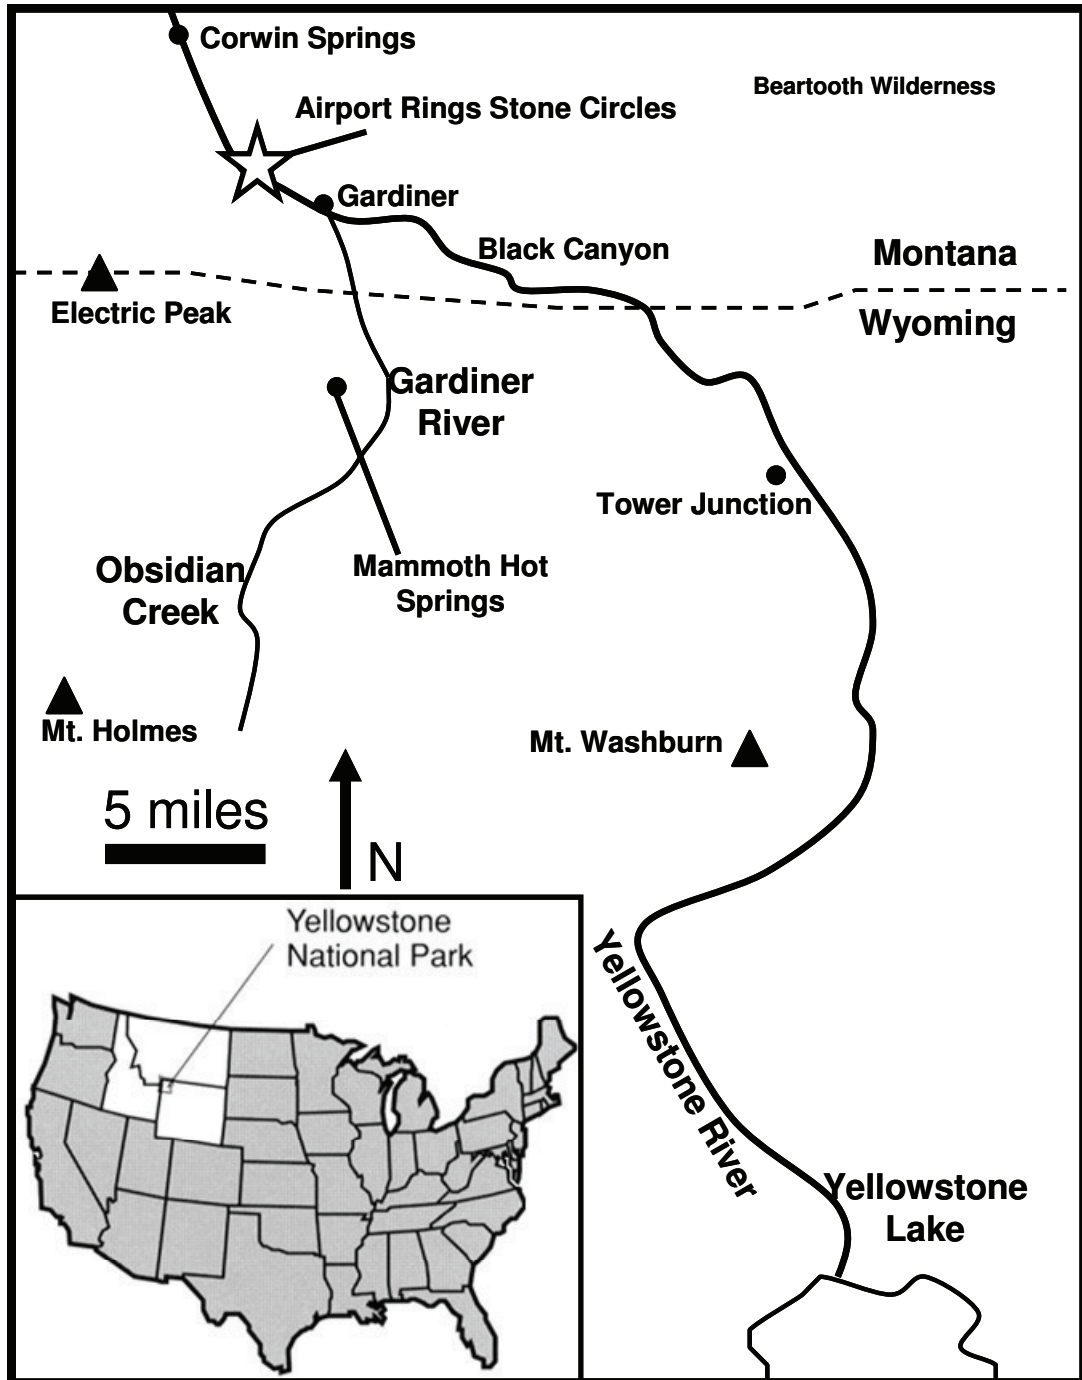 Corwin Springs
Beartooth Wilderness
Airport Rings Stone Circles
Gardiner
Black Canyon
Montana
Electric Peak
Wyoming
Gardiner
River
Tower Junction
Obsidian
Creek
Mammoth Hot
Springs
Mt. Holmes
Mt. Washburn
5 miles
N
Yellowstone
National Park
Yellowstone River
Yellowstone
Lake